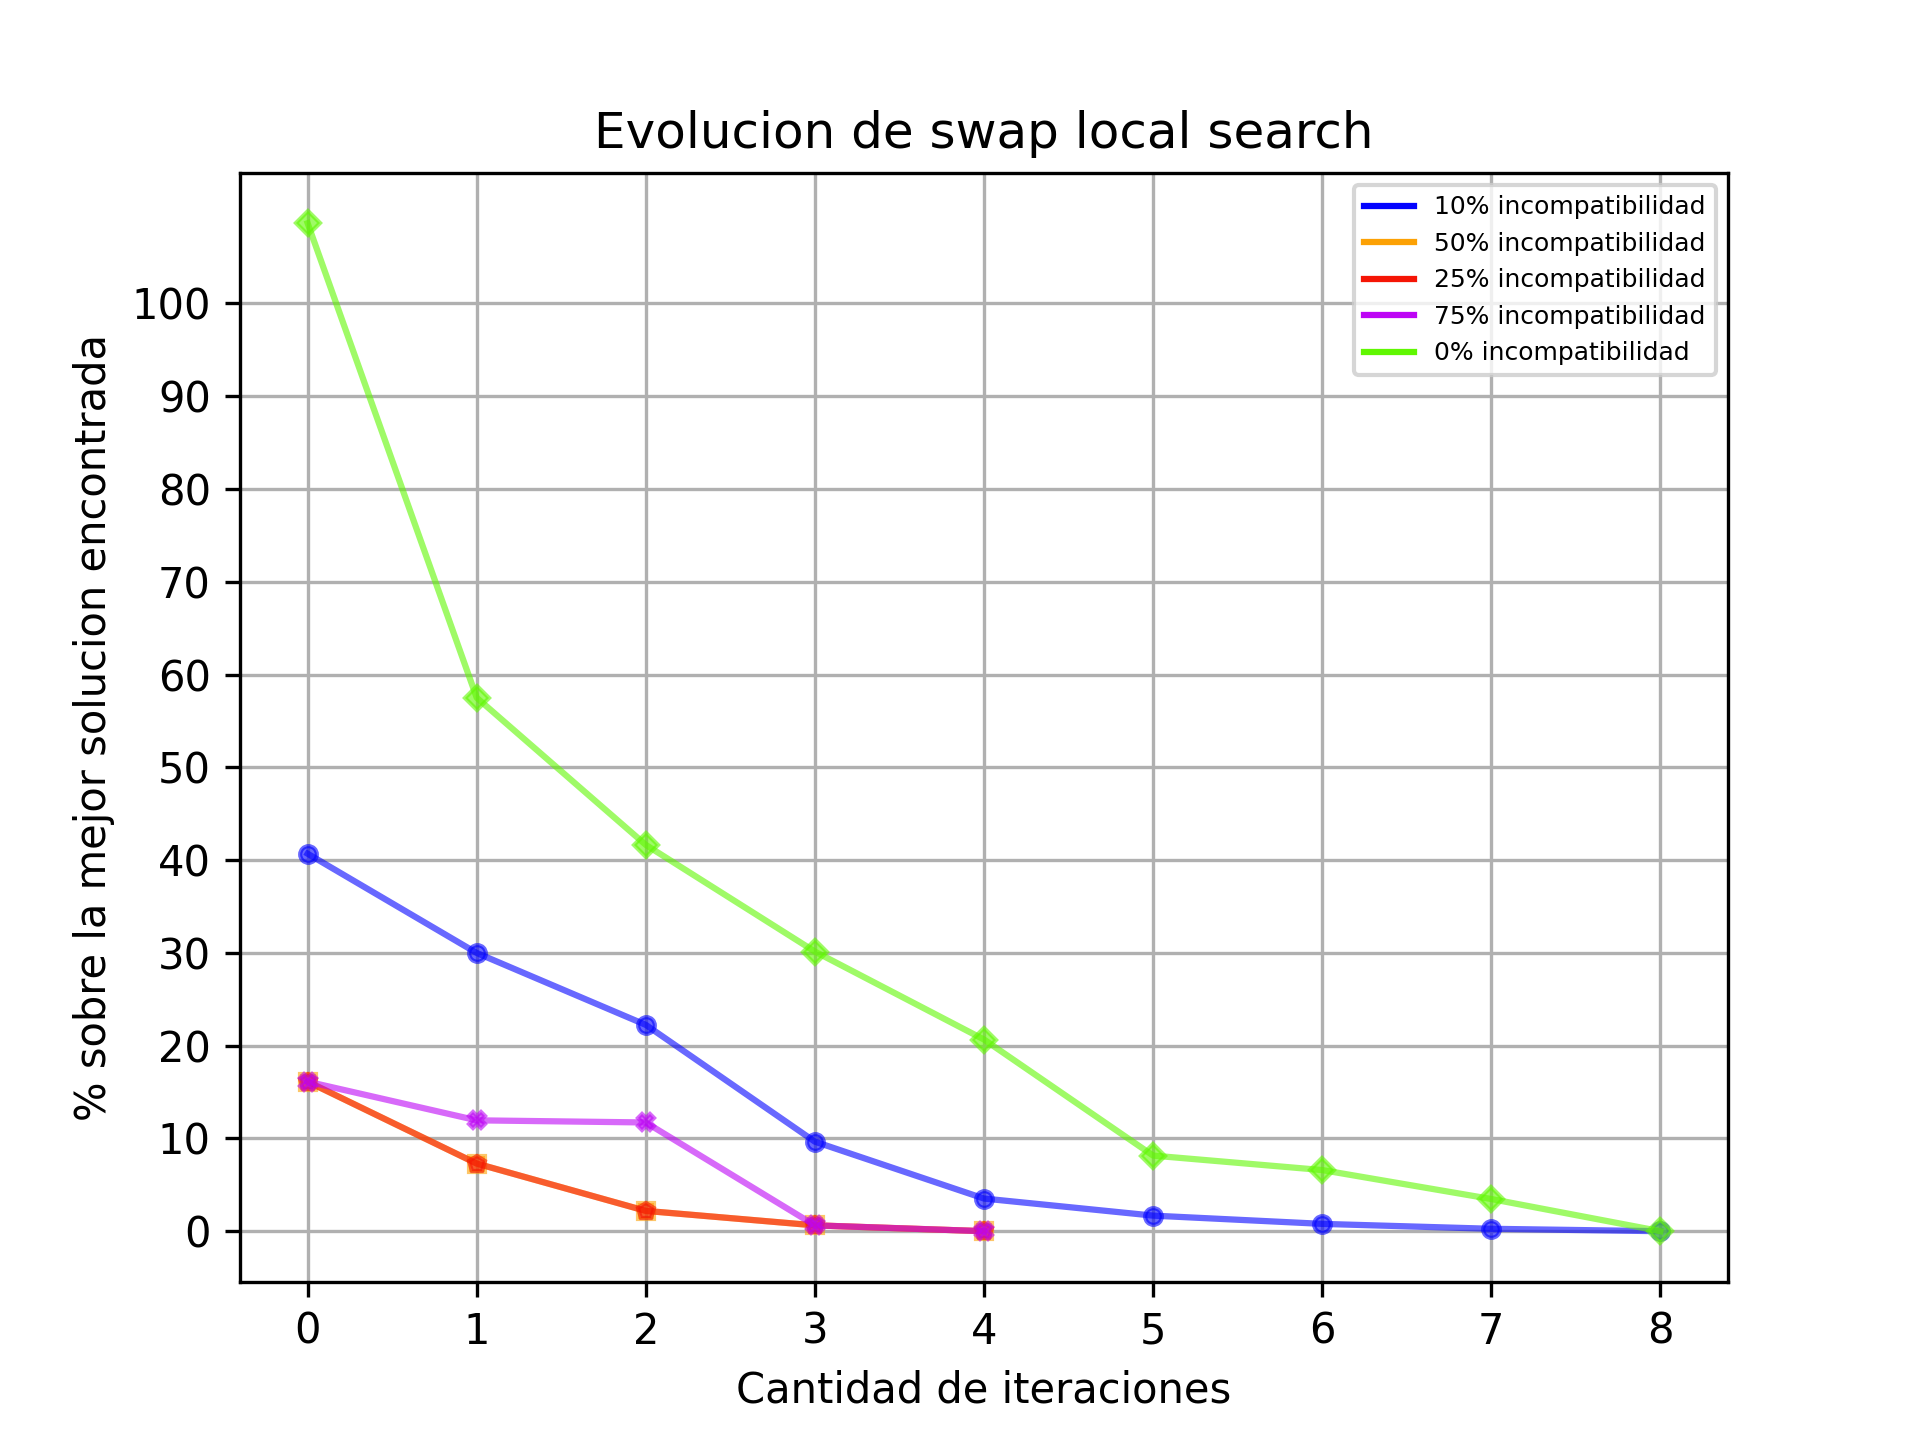 Evolucion de swap local search
10% incompatibilidad
50% incompatibilidad
25% incompatibilidad
75% incompatibilidad
0% incompatibilidad
% sobre la mejor solucion encontrada
100
90
80
70
60
50
40
30
20
10
0
0 1 2 3 4 5 6 7 8
Cantidad de iteraciones